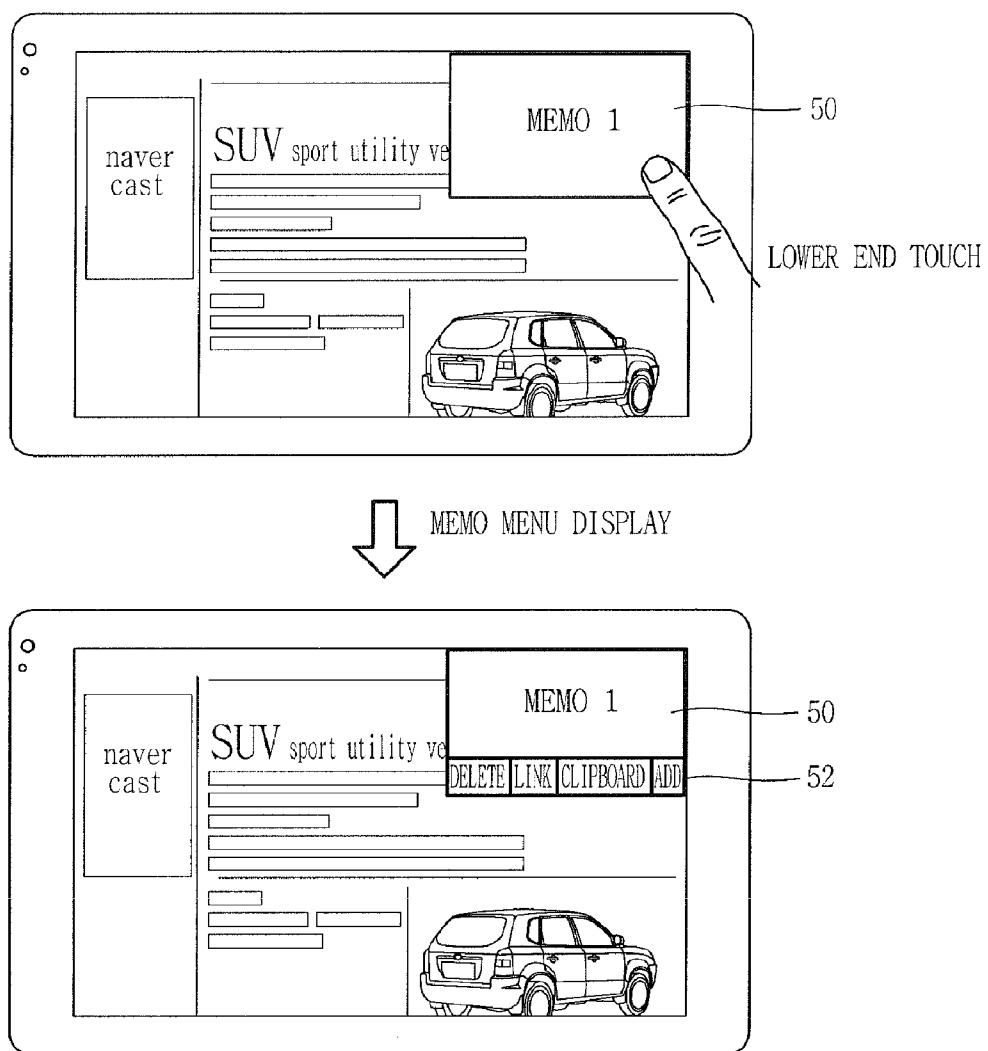 MEMO 1
50
naver
cast
SUV sport utility ve
LOWER END TOUCH
MEMO MENU DISPLAY
MEMO 1
50
naver
cast
SUV sport utility ve
DELETE LINK CLIPBOARD ADD
52